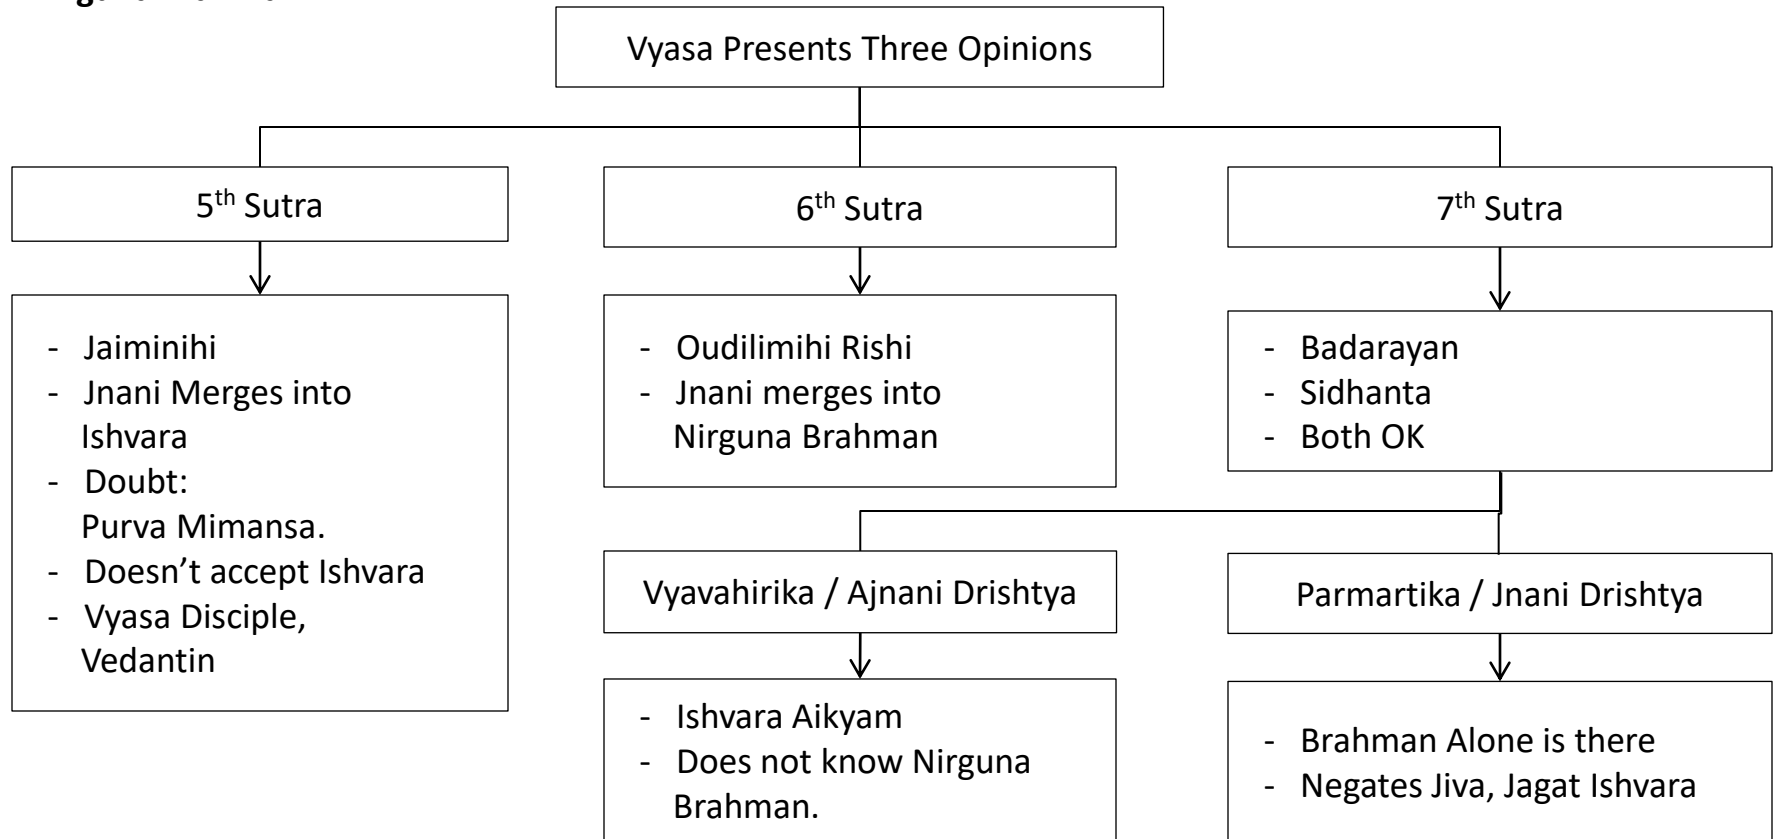 Vyasa Presents Three Opinions
5th Sutra
6th Sutra
7th Sutra
- Jaiminihi
- Jnani Merges into
Ishvara
- Doubt:
Purva Mimansa.
- Doesn’t accept Ishvara
- Vyasa Disciple,
Vedantin
- Oudilimihi Rishi
- Jnani merges into
Nirguna Brahman
- Badarayan
- Sidhanta
- Both OK
Vyavahirika / Ajnani Drishtya
Parmartika / Jnani Drishtya
- Ishvara Aikyam
- Does not know Nirguna
Brahman.
- Brahman Alone is there
- Negates Jiva, Jagat Ishvara